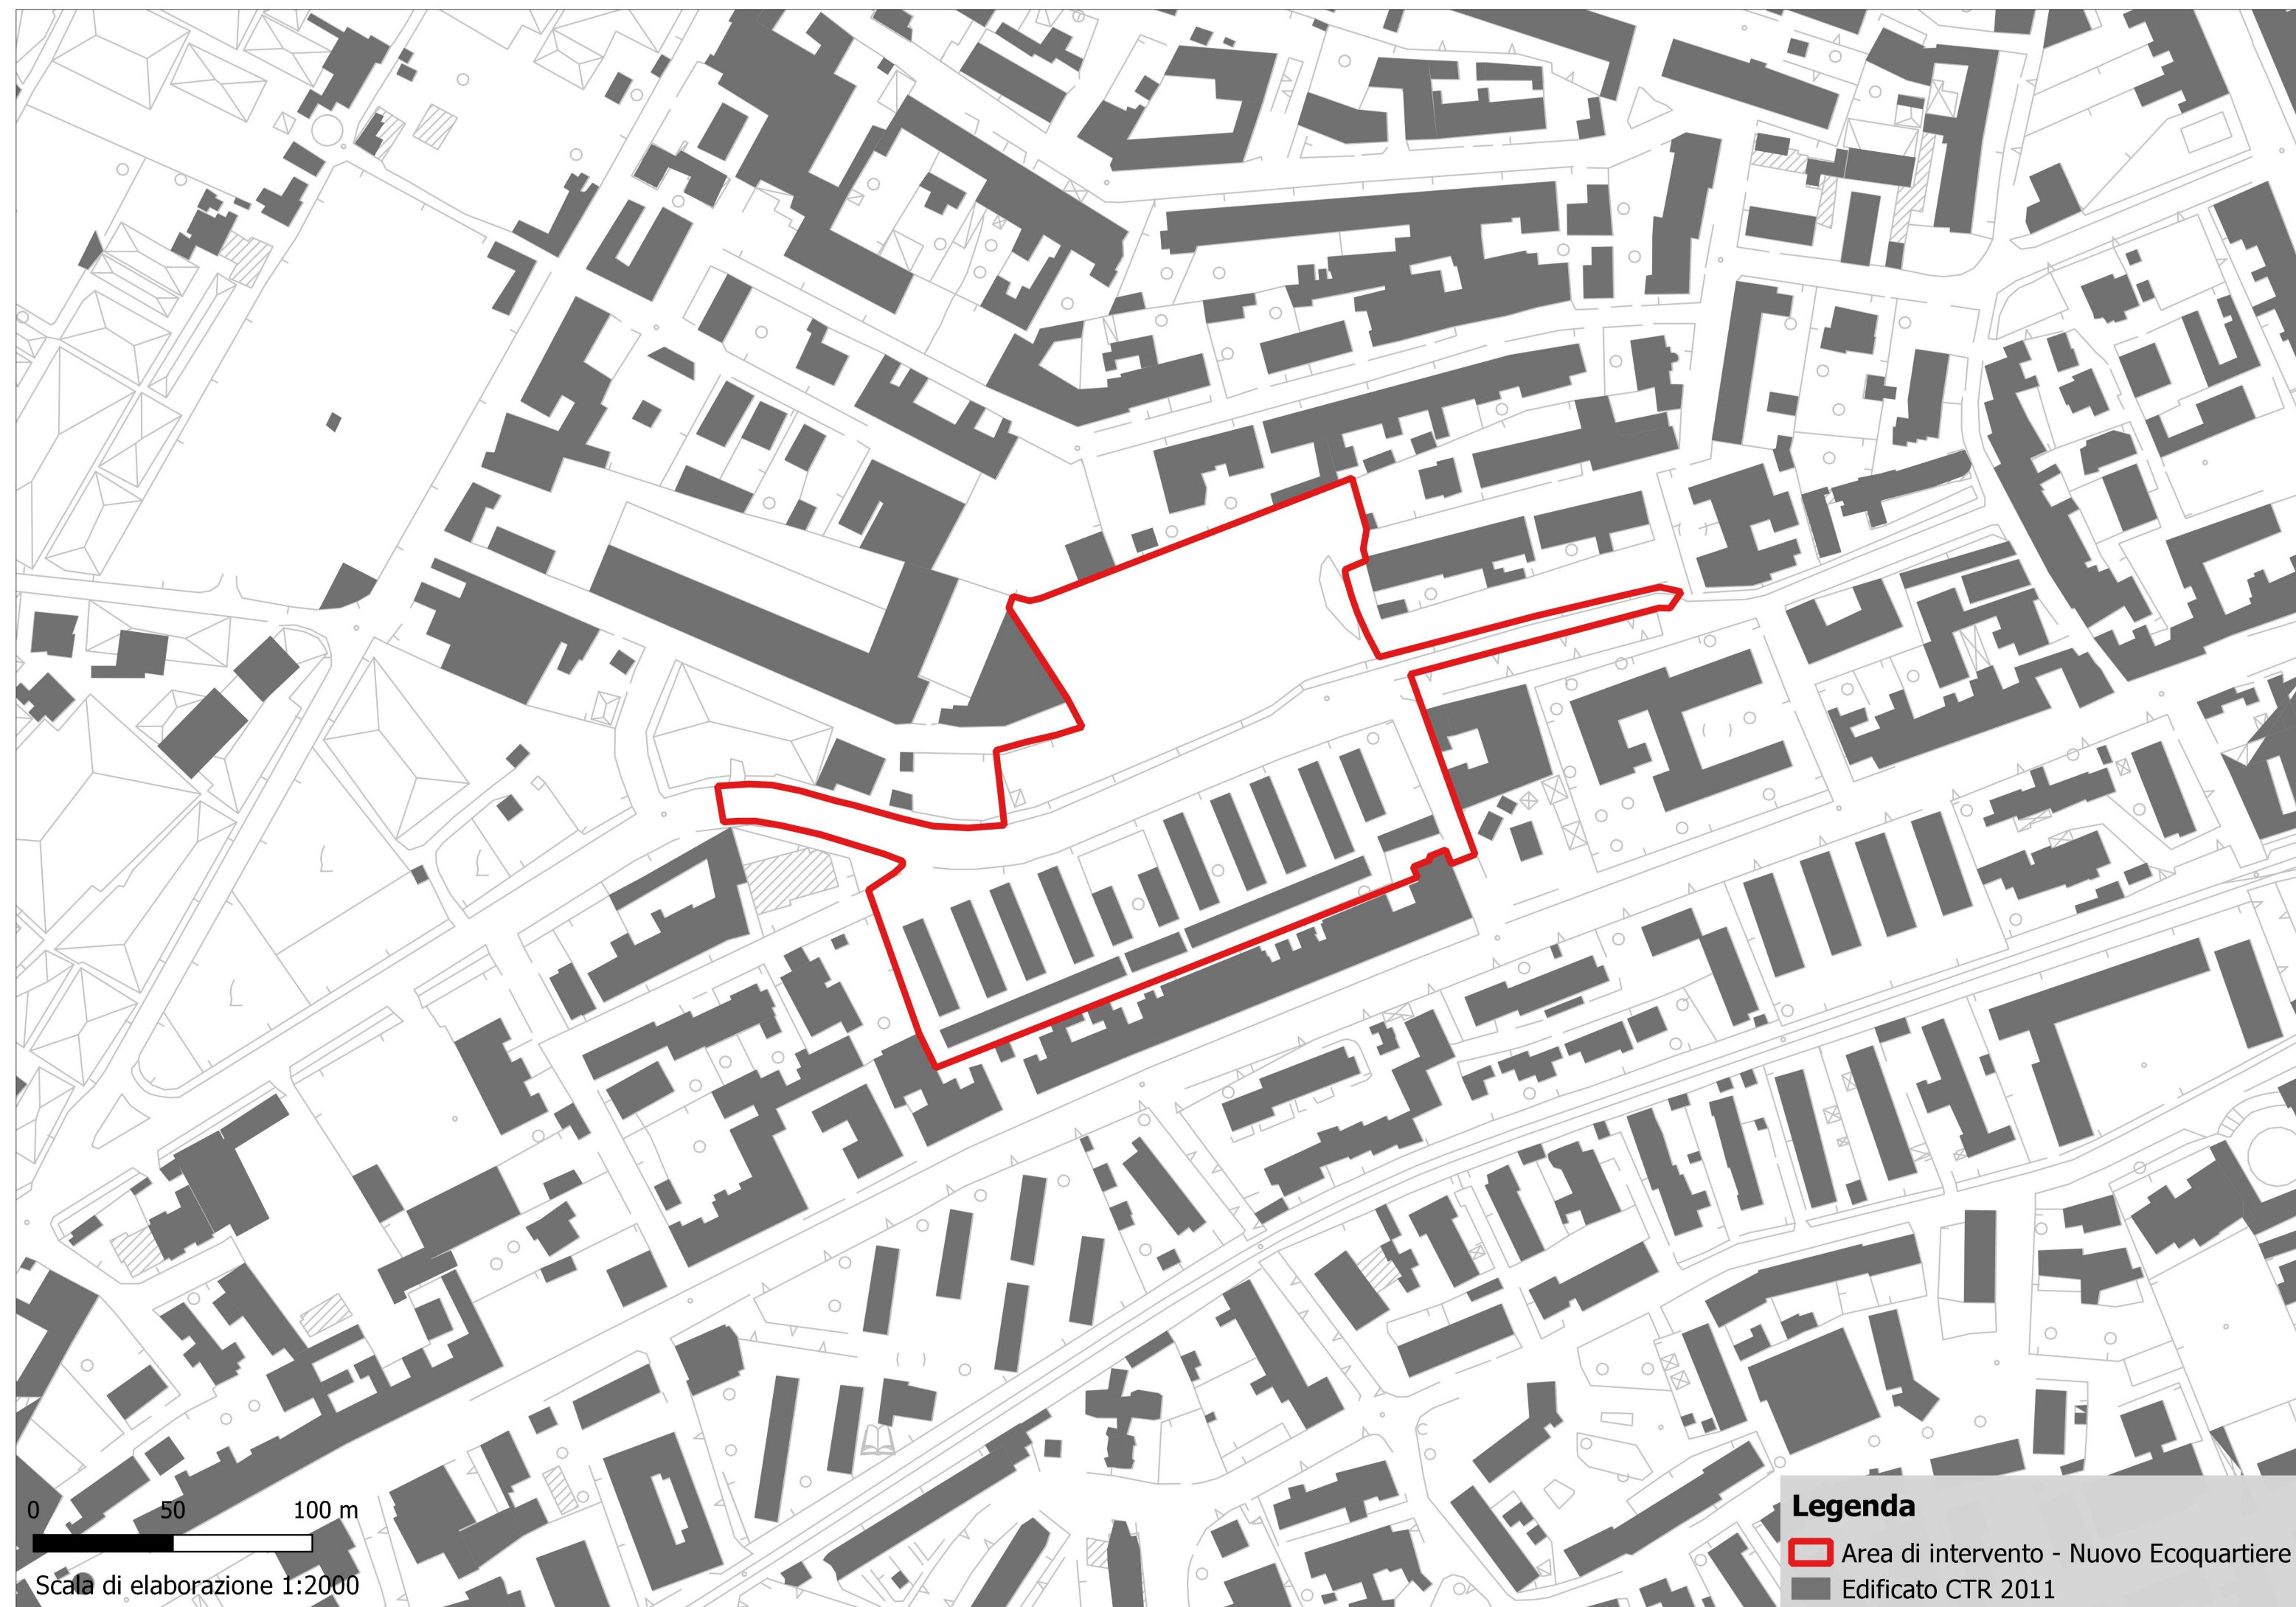 0 50 100 m
Scala di elaborazione 1:2000
Legenda
Area di intervento - Nuovo Ecoquartiere
Edificato CTR 2011